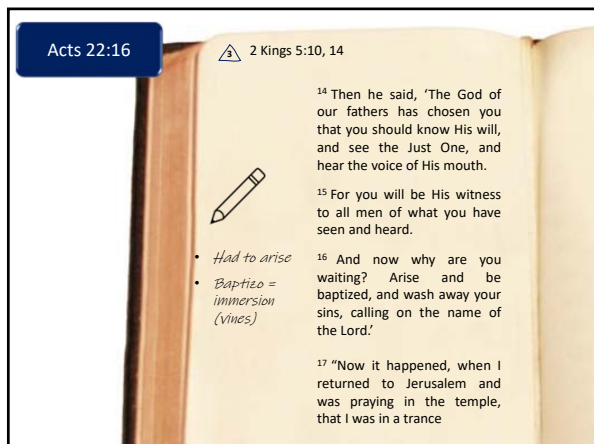 Acts 22:16
3 2 Kings 5:10, 14
14 Then he said, ‘The God of
our fathers has chosen you
that you should know His will,
and see the Just One, and
hear the voice of His mouth.
15 For you will be His witness
to all men of what you have
seen and heard.
• Had to arise
• Baptizo =
immersion
(vines)
16 And now why are you
waiting? Arise and be
baptized, and wash away your
sins, calling on the name of
the Lord.’
17 “Now it happened, when I
returned to Jerusalem and
was praying in the temple,
that I was in a trance